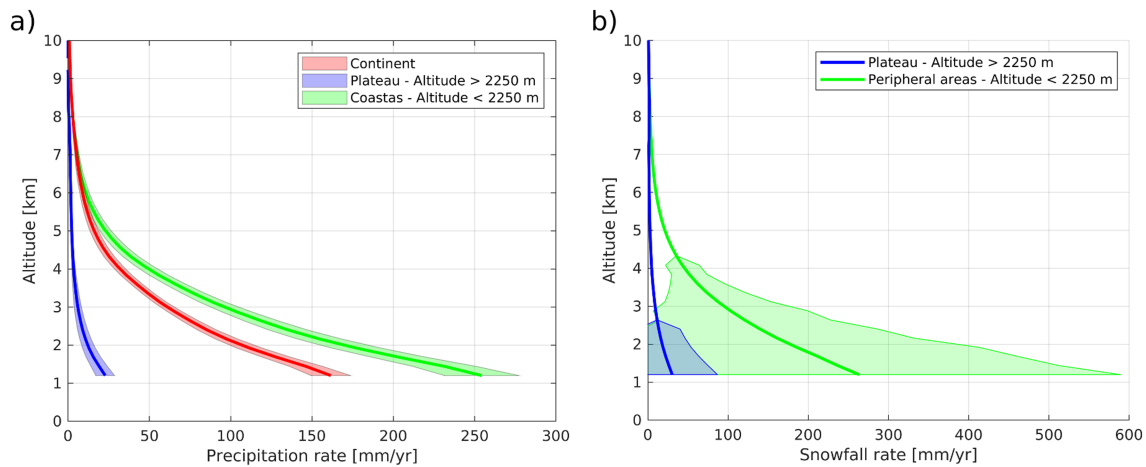 a)
10
9
8
7
6
5
4
3
2
1
0
Altitude [km]
Continent
Plateau - Altitude > 2250 m
Coastas - Altitude < 2250 m
0 50 100 150 200 250 300
Precipitation rate [mm/yr]
b)
10
9
8
7
6
5
4
3
2
1
0
Altitude [km]
Plateau - Altitude > 2250 m
Peripheral areas - Altitude < 2250 m
0 100 200 300 400 500 600
Snowfall rate [mm/yr]